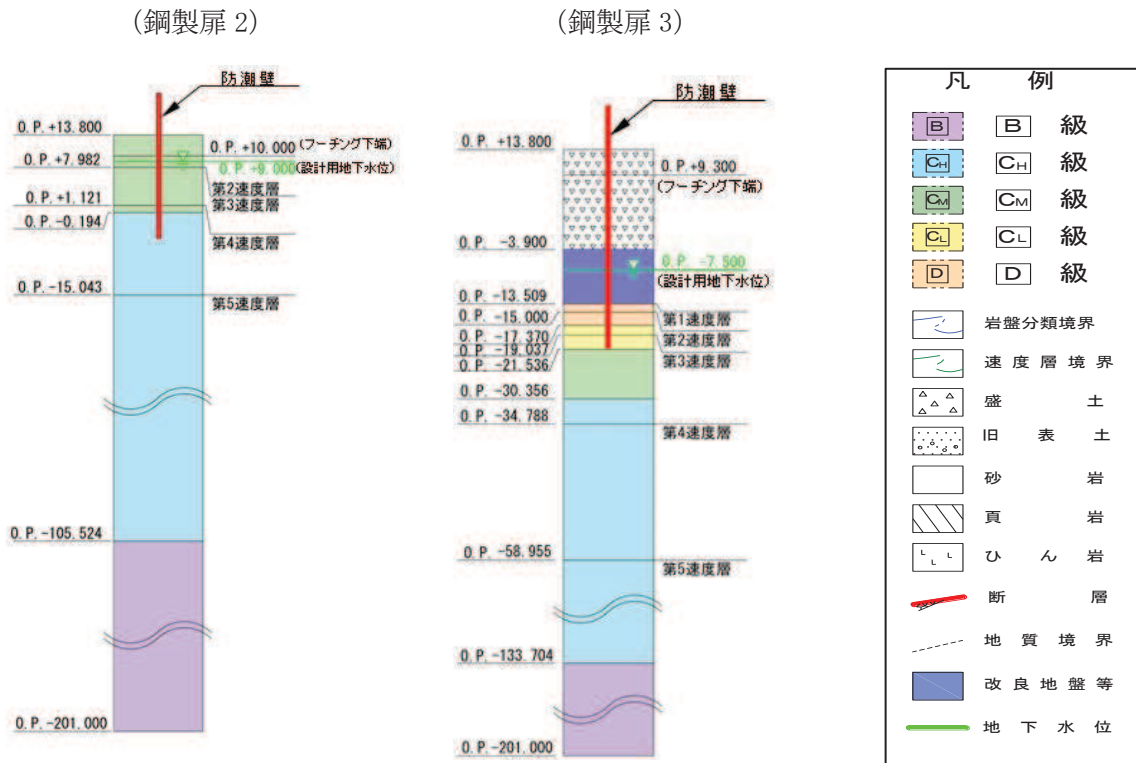 (鋼製扉 2)
防潮壁
O.P.+13.800
O.P.+10.000(フーチング下端)
O.P.+7.982
O.P.+9.000(設計用地下水位)
第2速度層
O.P.+1.121
第3速度層
O.P.-0.194
第4速度層
O.P.-15.043
第5速度層
O.P.-105.524
O.P.-201.000
(鋼製扉 3)
防潮壁
O.P.+13.800
O.P.+9.300
(フーチング下端)
O.P.-3.900
O.P.-7.500
(設計用地下水位)
O.P.-13.509
O.P.-15.000
第1速度層
O.P.-17.370
第2速度層
O.P.-19.037
第3速度層
O.P.-21.536
O.P.-30.356
O.P.-34.788
第4速度層
O.P.-58.955
第5速度層
O.P.-133.704
O.P.-201.000
凡 例
B B 級
CH CH 級
CM CM 級
CL CL 級
D D 級
岩盤分類境界
速度層境界
盛土
旧表土
砂岩
頁岩
ひん岩
断層
地質境界
改良地盤等
地下水位